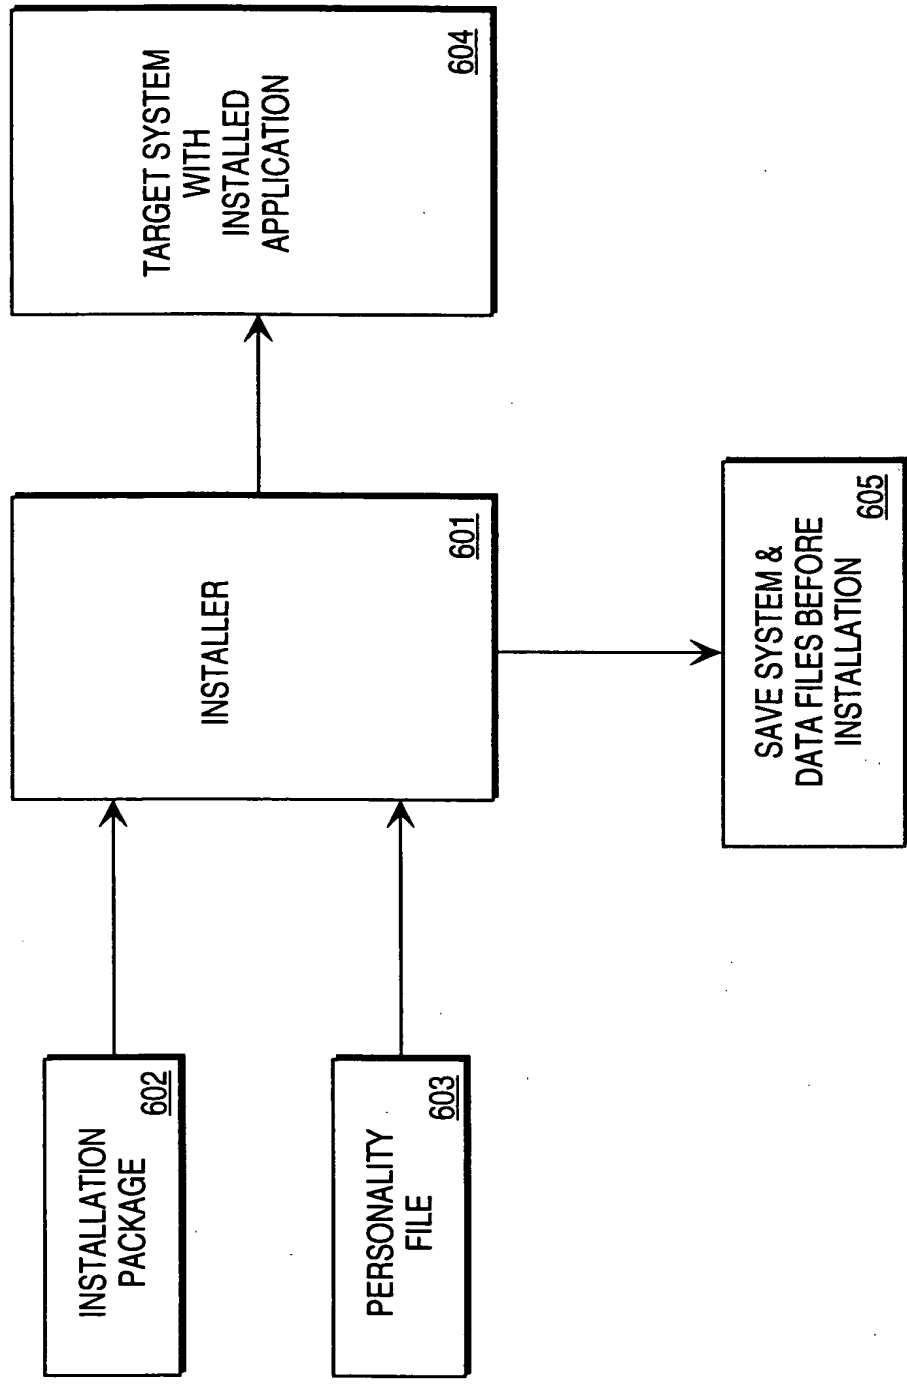 INSTALLATION
PACKAGE
602
PERSONALITY
FILE
603
INSTALLER
601
TARGET SYSTEM
WITH
INSTALLED
APPLICATION
604
SAVE SYSTEM &
DATA FILES BEFORE
INSTALLATION
605